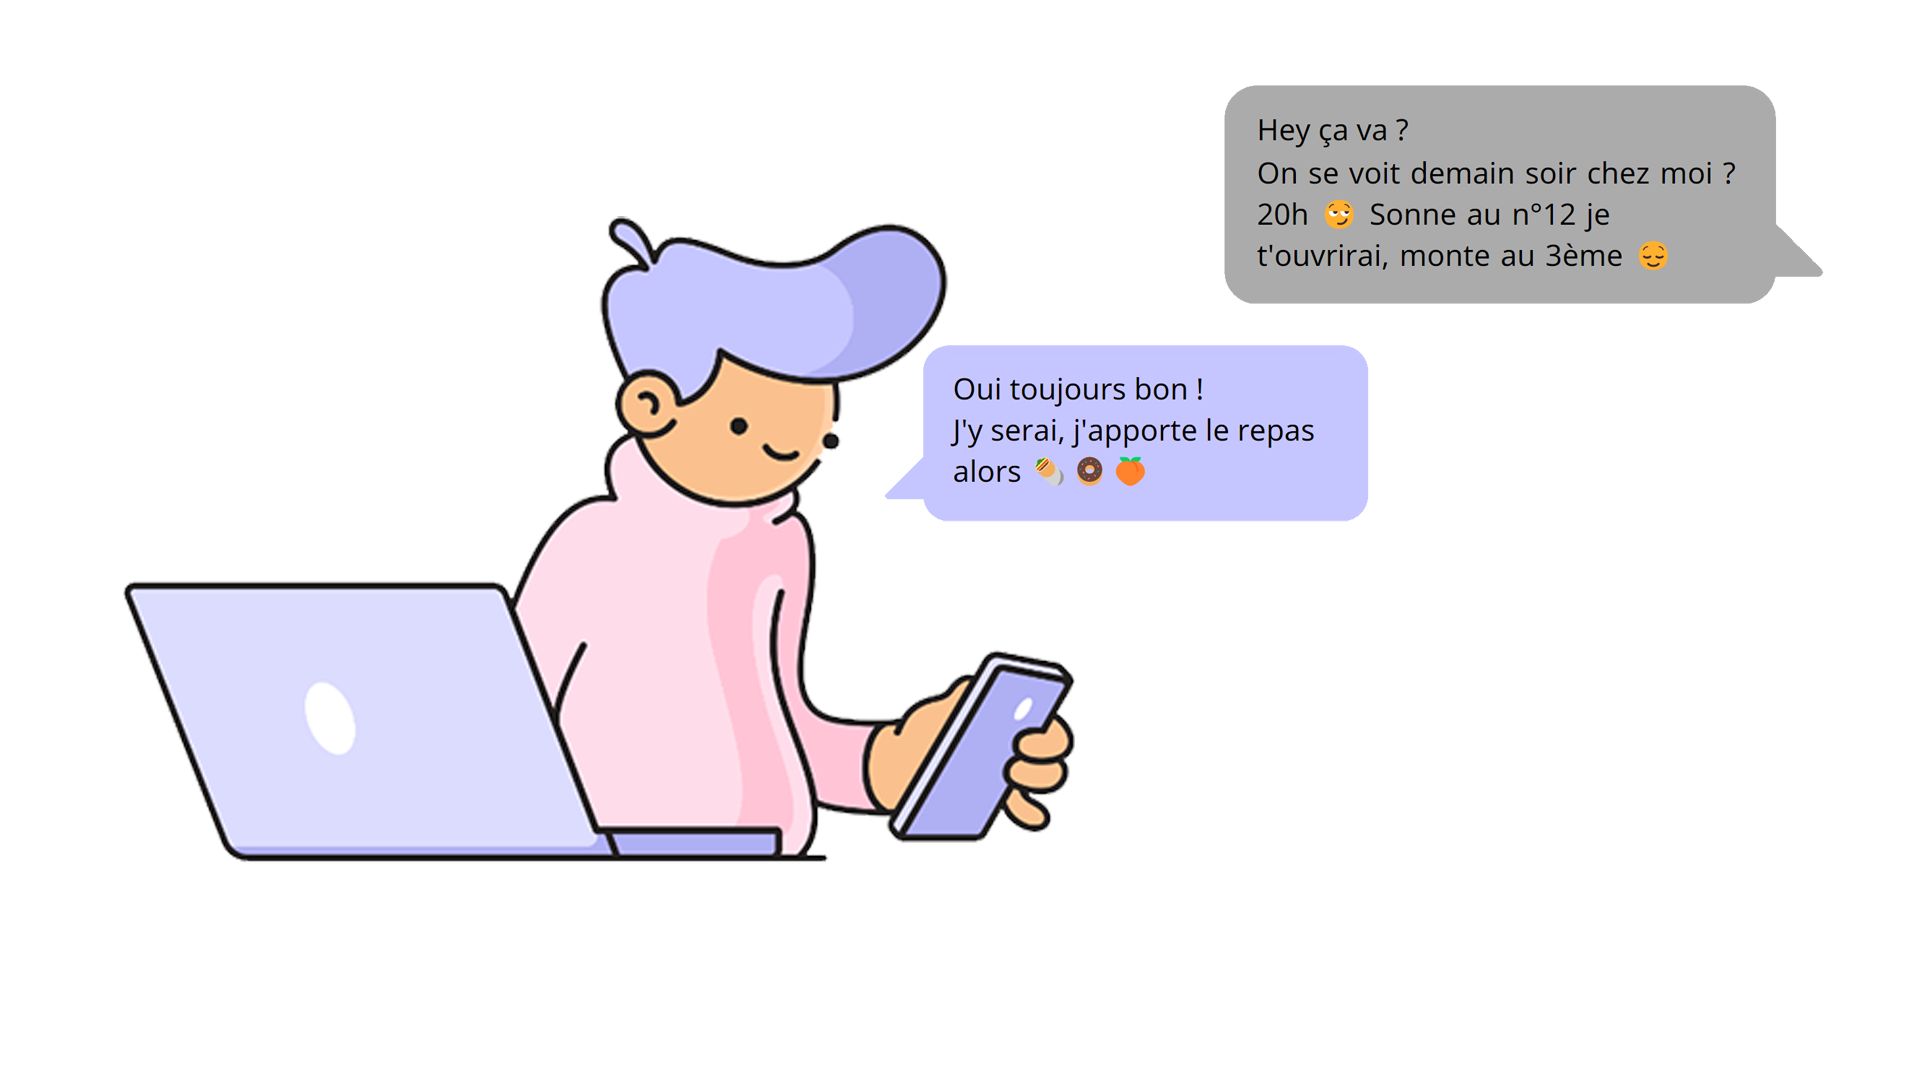 Hey ça va ?
On se voit demain soir chez moi ?
20h 😏 Sonne au n°12 je
t'ouvrirai, monte au 3ème 😌
Oui toujours bon !
J'y serai, j'apporte le repas
alors 🌯 🍩 🍑